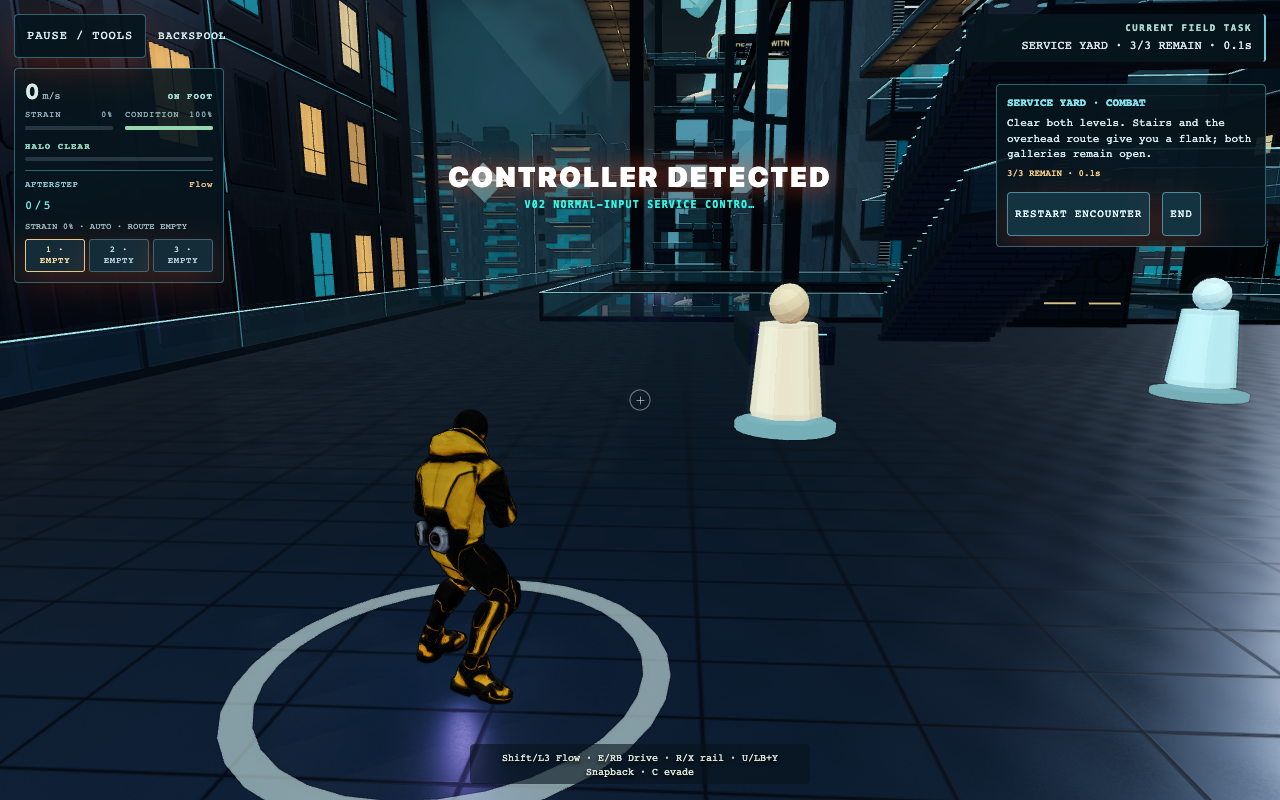 PAUSE / TOOLS
BACKSPOOL
0 m/s
ON FOOT
STRAIN 0%
CONDITION 100%
HALO CLEAR
AFTERSTEP Flow
0/5
STRAIN 0% · AUTO · ROUTE EMPTY
1 · EMPTY
2 · EMPTY
3 · EMPTY
CONTROLLER DETECTED
V02 NORMAL-INPUT SERVICE CONTRO…
CURRENT FIELD TASK
SERVICE YARD · 3/3 REMAIN · 0.1s
SERVICE YARD · COMBAT
Clear both levels. Stairs and the
overhead route give you a flank; both
galleries remain open.
3/3 REMAIN · 0.1s
RESTART ENCOUNTER
END
Shift/L3 Flow · E/RB Drive · R/X rail · U/LB+Y
Snapback · C evade